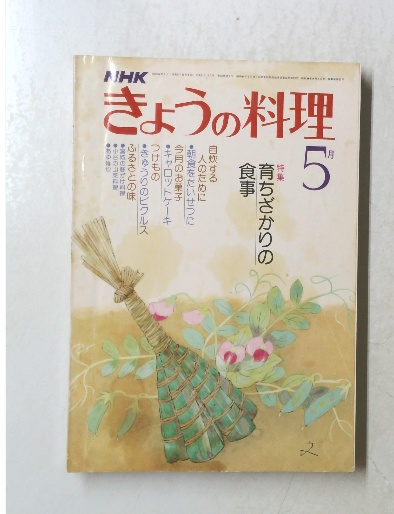 NHK
きょうの料理
5月
特集
育ちざかりの
食事
自炊する
人のために
●朝食をたいせつに
今月のお菓子
●キャロットケーキ
つけもの
●きゅうりのピクルス
ふるさとの味
2